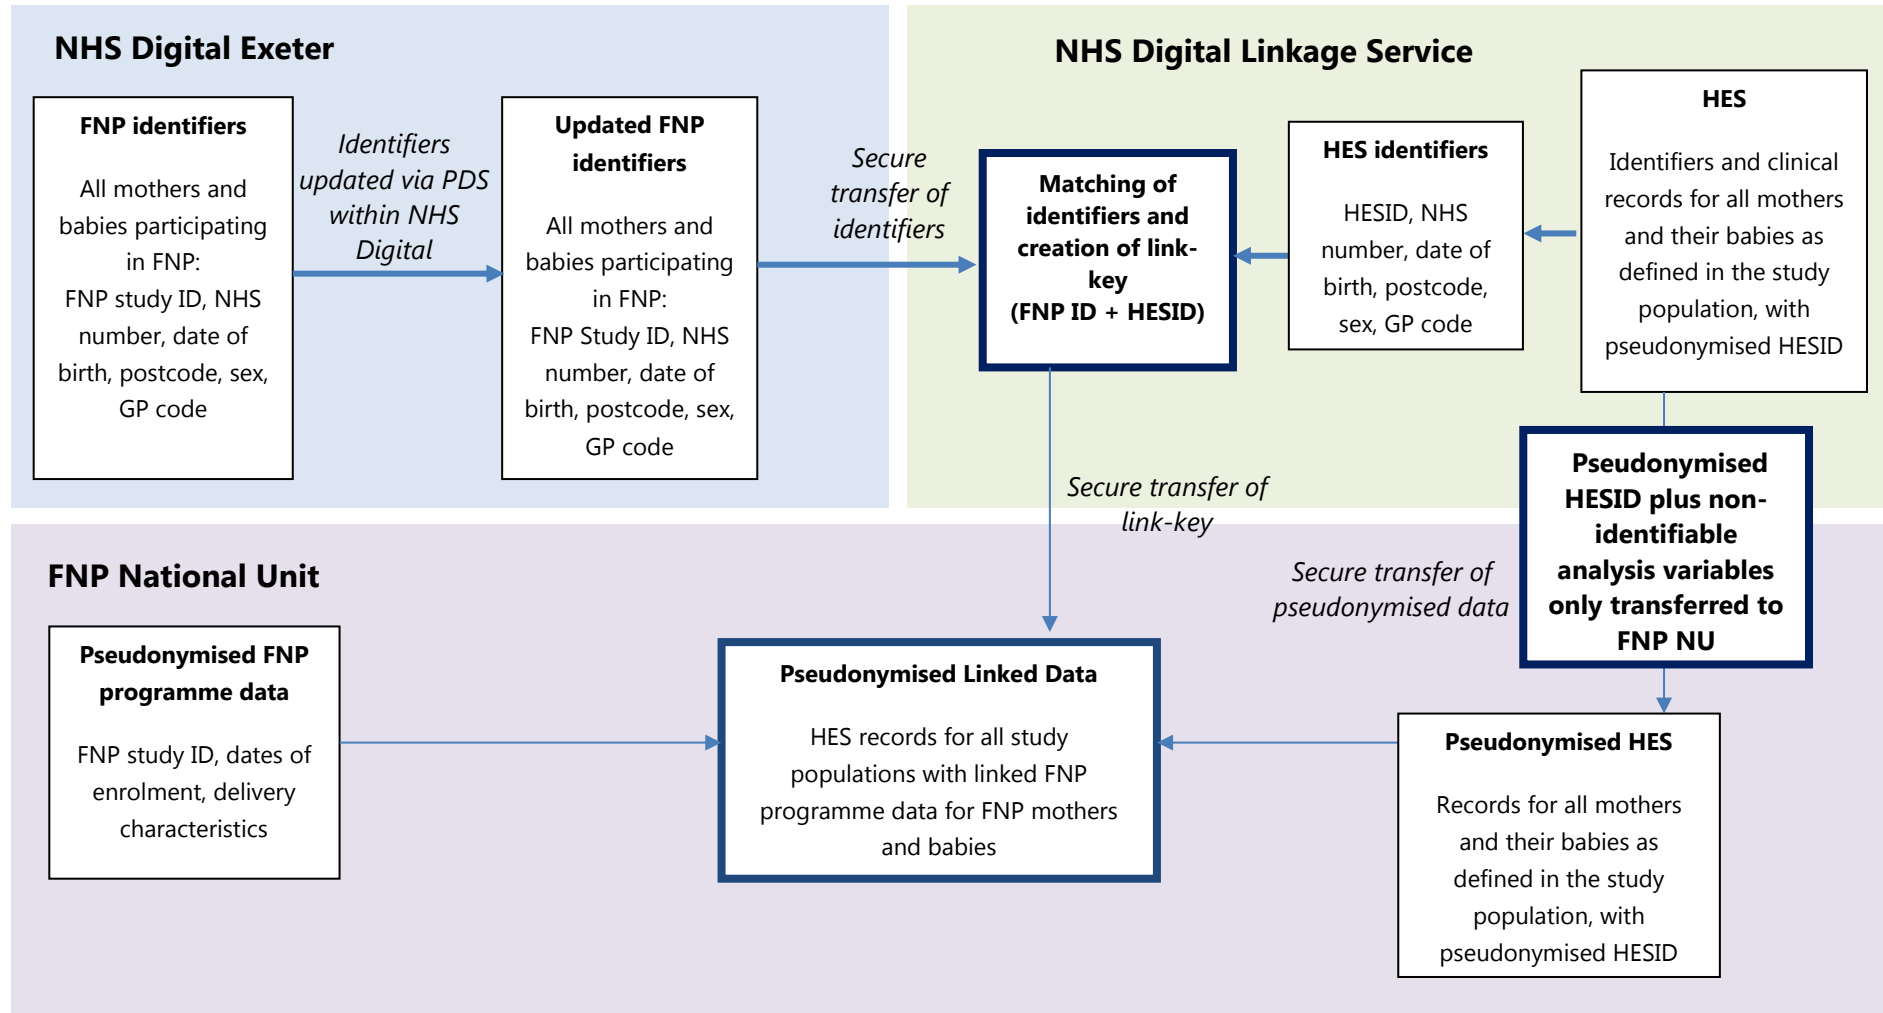 NHS Digital Exeter
FNP identifiers
All mothers and
babies participating
in FNP:
FNP study ID, NHS
number, date of
birth, postcode, sex,
GP code
Identifiers
updated via PDS
within NHS
Digital
Updated FNP
identifiers
All mothers and
babies participating
in FNP:
FNP Study ID, NHS
number, date of
birth, postcode, sex,
GP code
Secure
transfer of
identifiers
NHS Digital Linkage Service
Matching of
identifiers and
creation of link-
key
(FNP ID + HESID)
HES identifiers
HESID, NHS
number, date of
birth, postcode,
sex, GP code
HES
Identifiers and clinical
records for all mothers
and their babies as
defined in the study
population, with
pseudonymised HESID
Secure transfer of
link-key
Pseudonymised
HESID plus non-
identifiable
analysis variables
only transferred to
FNP NU
Secure transfer of
pseudonymised data
FNP National Unit
Pseudonymised FNP
programme data
FNP study ID, dates of
enrolment, delivery
characteristics
Pseudonymised Linked Data
HES records for all study
populations with linked FNP
programme data for FNP mothers
and babies
Pseudonymised HES
Records for all mothers
and their babies as
defined in the study
population, with
pseudonymised HESID